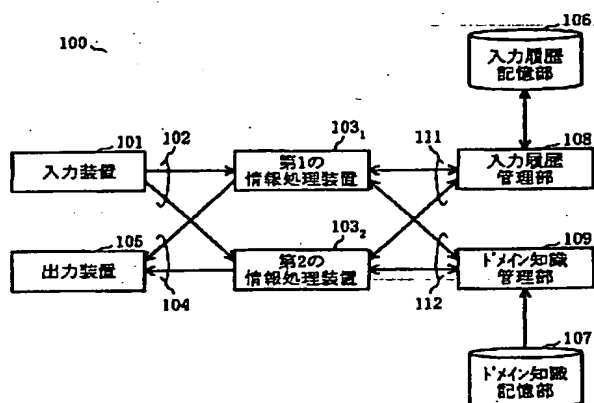 100
106
入力履歴
記憶部
101
102
103₁
111
108
入力装置
第1の
情報処理装置
入力履歴
管理部
105
103₂
109
出力装置
第2の
情報処理装置
ドメイン知識
管理部
104
112
107
ドメイン知識
記憶部